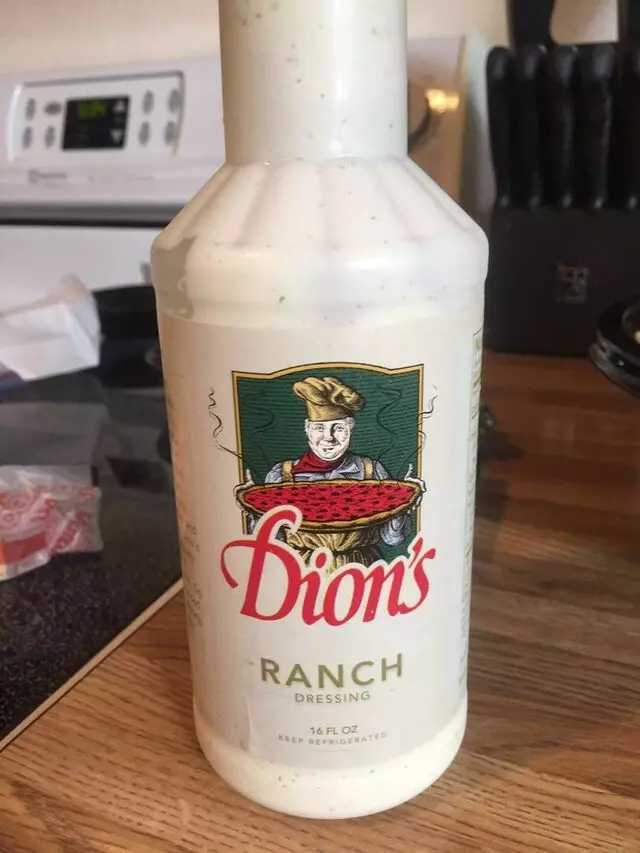 Dion's
RANCH
DRESSING
16 FL OZ
KEEP REFRIGERATED